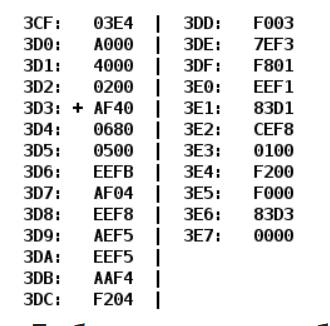 3CF: 03E4 | 3DD: F003
3D0: A000 | 3DE: 7EF3
3D1: 4000 | 3DF: F801
3D2: 0200 | 3E0: EEF1
3D3: + AF40 | 3E1: 83D1
3D4: 0680 | 3E2: CEF8
3D5: 0500 | 3E3: 0100
3D6: EEFB | 3E4: F200
3D7: AF04 | 3E5: F000
3D8: EEF8 | 3E6: 83D3
3D9: AEF5 | 3E7: 0000
3DA: EEF5 |
3DB: AAF4 |
3DC: F204 |